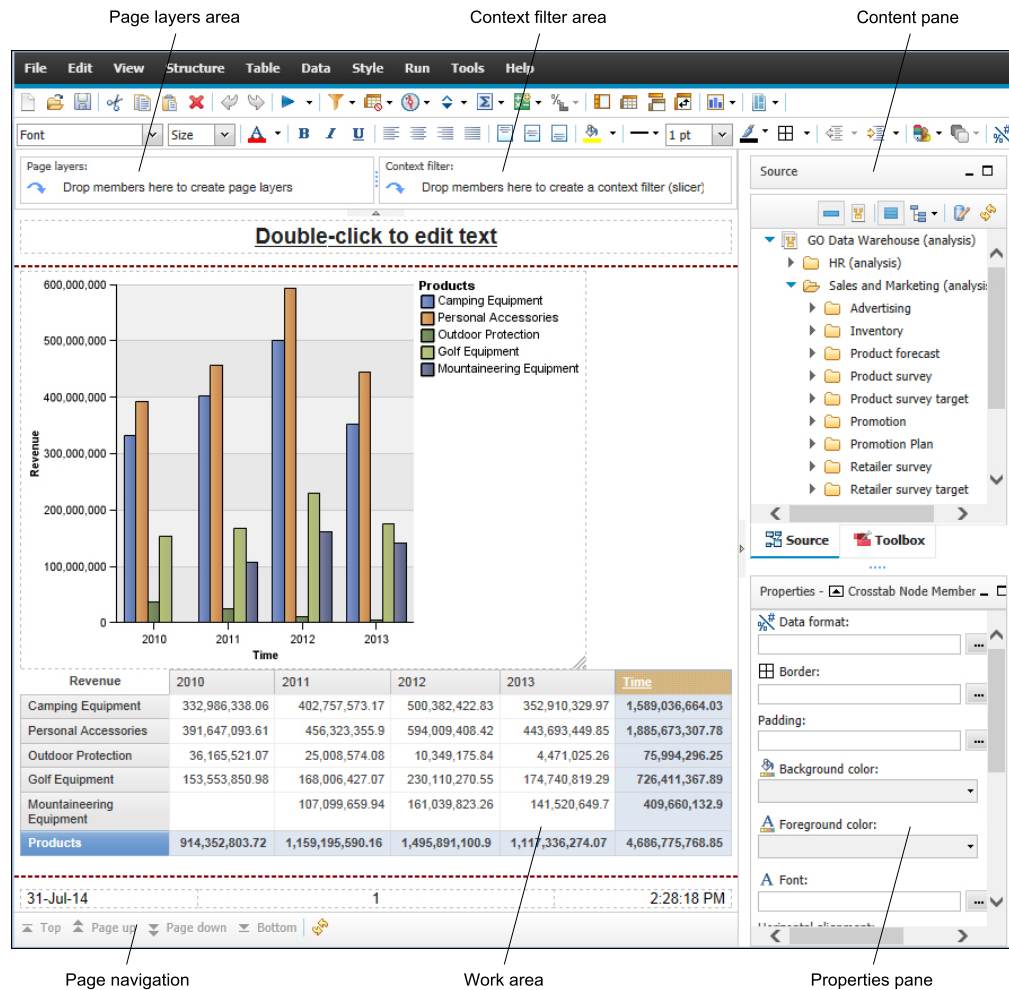 Page layers area
Context filter area
Content pane
File Edit View Structure Table Data Style Run Tools Help
Font Size A B I U 1 pt
Page layers:
Drop members here to create page layers
Context filter:
Drop members here to create a context filter (slicer)
Source
Double-click to edit text
GO Data Warehouse (analysis)
HR (analysis)
Sales and Marketing (analysi
Advertising
Inventory
Product forecast
Product survey
Product survey target
Promotion
Promotion Plan
Retailer survey
Retailer survey target
Source Toolbox
600,000,000
500,000,000
400,000,000
300,000,000
200,000,000
100,000,000
0
Revenue
2010 2011 2012 2013
Time
Products
Camping Equipment
Personal Accessories
Outdoor Protection
Golf Equipment
Mountaineering Equipment
Revenue 2010 2011 2012 2013 Time
Camping Equipment 332,986,338.06 402,757,573.17 500,382,422.83 352,910,329.97 1,589,036,664.03
Personal Accessories 391,647,093.61 456,323,355.9 594,009,408.42 443,693,449.85 1,885,673,307.78
Outdoor Protection 36,165,521.07 25,008,574.08 10,349,175.84 4,471,025.26 75,994,296.25
Golf Equipment 153,553,850.98 168,006,427.07 230,110,270.55 174,740,819.29 726,411,367.89
Mountaineering
Equipment 107,099,659.94 161,039,823.26 141,520,649.7 409,660,132.9
Products 914,352,803.72 1,159,195,590.16 1,495,891,100.9 1,117,336,274.07 4,686,775,768.85
31-Jul-14 1 2:28:18 PM
Top Page up Page down Bottom
Properties - Crosstab Node Member
Data format:
...
Border:
...
Padding:
...
Background color:
Foreground color:
A Font:
...
Horizontal alignment:
Page navigation
Work area
Properties pane